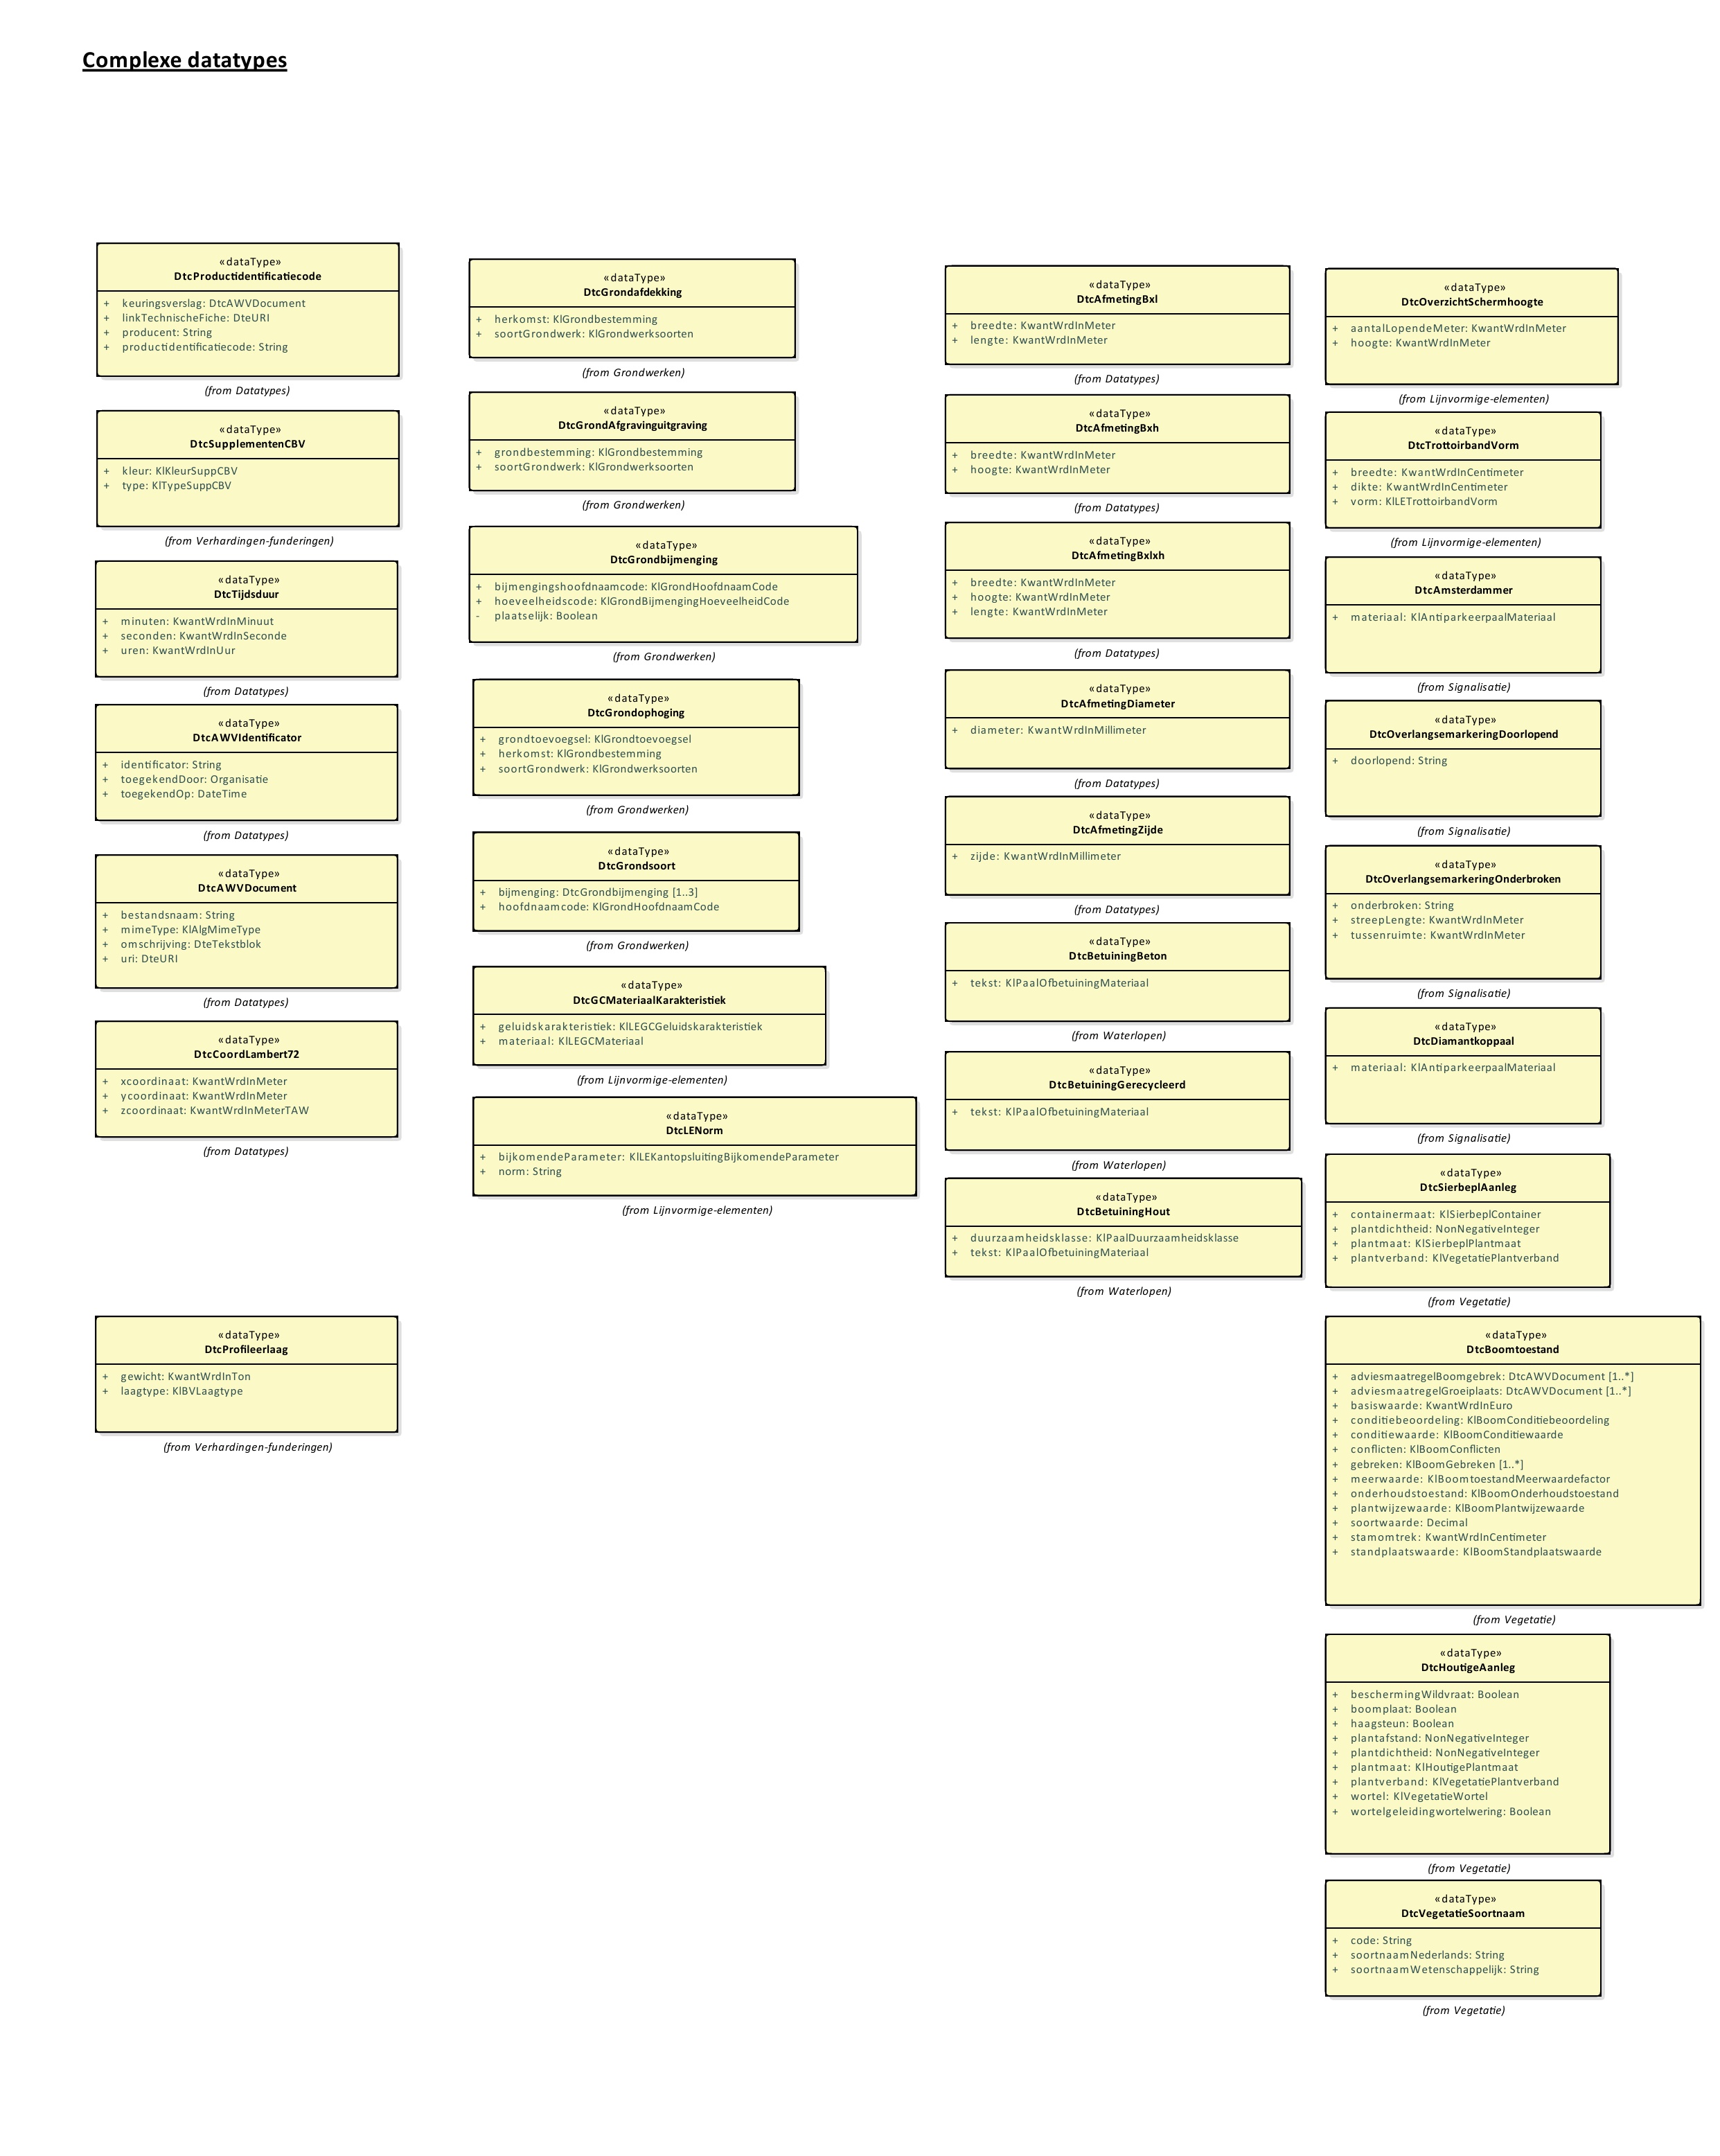 Complexe datatypes
«dataType»
DtcProductidentificatiecode
+ keuringsverslag: DtcAWVDocument
+ linkTechnischeFiche: DteURI
+ producent: String
+ productidentificatiecode: String
(from Datatypes)
«dataType»
DtcSupplementenCBV
+ kleur: KlKleurSuppCBV
+ type: KlTypeSuppCBV
(from Verhardingen-funderingen)
«dataType»
DtcTijdsduur
+ minuten: KwantWrdInMinuut
+ seconden: KwantWrdInSeconde
+ uren: KwantWrdInUur
(from Datatypes)
«dataType»
DtcAWVIdentificator
+ identificator: String
+ toegekendDoor: Organisatie
+ toegekendOp: DateTime
(from Datatypes)
«dataType»
DtcAWVDocument
+ bestandsnaam: String
+ mimeType: KlAlgMimeType
+ omschrijving: DteTekstblok
+ uri: DteURI
(from Datatypes)
«dataType»
DtcCoordLambert72
+ xcoordinaat: KwantWrdInMeter
+ ycoordinaat: KwantWrdInMeter
+ zcoordinaat: KwantWrdInMeterTAW
(from Datatypes)
«dataType»
DtcProfileerlaag
+ gewicht: KwantWrdInTon
+ laagtype: KlBVLaagtype
(from Verhardingen-funderingen)
«dataType»
DtcGrondafdekking
+ herkomst: KlGrondbestemming
+ soortGrondwerk: KlGrondwerksoorten
(from Grondwerken)
«dataType»
DtcGrondAfgravinguitgraving
+ grondbestemming: KlGrondbestemming
+ soortGrondwerk: KlGrondwerksoorten
(from Grondwerken)
«dataType»
DtcGrondbijmenging
+ bijmengingshoofdnaamcode: KlGrondHoofdnaamCode
+ hoeveelheidscode: KlGrondBijmengingHoeveelheidCode
- plaatselijk: Boolean
(from Grondwerken)
«dataType»
DtcGrondophoging
+ grondtoevoegsel: KlGrondtoevoegsel
+ herkomst: KlGrondbestemming
+ soortGrondwerk: KlGrondwerksoorten
(from Grondwerken)
«dataType»
DtcGrondsoort
+ bijmenging: DtcGrondbijmenging [1..3]
+ hoofdnaamcode: KlGrondHoofdnaamCode
(from Grondwerken)
«dataType»
DtcGCMateriaalKarakteristiek
+ geluidskarakteristiek: KlLEGCGeluidskarakteristiek
+ materiaal: KlLEGCMateriaal
(from Lijnvormige-elementen)
«dataType»
DtcLENorm
+ bijkomendeParameter: KlLEKantopsluitingBijkomendeParameter
+ norm: String
(from Lijnvormige-elementen)
«dataType»
DtcAfmetingBxl
+ breedte: KwantWrdInMeter
+ lengte: KwantWrdInMeter
(from Datatypes)
«dataType»
DtcAfmetingBxh
+ breedte: KwantWrdInMeter
+ hoogte: KwantWrdInMeter
(from Datatypes)
«dataType»
DtcAfmetingBxlxh
+ breedte: KwantWrdInMeter
+ hoogte: KwantWrdInMeter
+ lengte: KwantWrdInMeter
(from Datatypes)
«dataType»
DtcAfmetingDiameter
+ diameter: KwantWrdInMillimeter
(from Datatypes)
«dataType»
DtcAfmetingZijde
+ zijde: KwantWrdInMillimeter
(from Datatypes)
«dataType»
DtcBetuiningBeton
+ tekst: KlPaalOfbetuiningMateriaal
(from Waterlopen)
«dataType»
DtcBetuiningGerecycleerd
+ tekst: KlPaalOfbetuiningMateriaal
(from Waterlopen)
«dataType»
DtcBetuiningHout
+ duurzaamheidsklasse: KlPaalDuurzaamheidsklasse
+ tekst: KlPaalOfbetuiningMateriaal
(from Waterlopen)
«dataType»
DtcOverzichtSchermhoogte
+ aantalLopendeMeter: KwantWrdInMeter
+ hoogte: KwantWrdInMeter
(from Lijnvormige-elementen)
«dataType»
DtcTrottoirbandVorm
+ breedte: KwantWrdInCentimeter
+ dikte: KwantWrdInCentimeter
+ vorm: KlLETrottoirbandVorm
(from Lijnvormige-elementen)
«dataType»
DtcAmsterdammer
+ materiaal: KlAntiparkeerpaalMateriaal
(from Signalisatie)
«dataType»
DtcOverlangsemarkeringDoorlopend
+ doorlopend: String
(from Signalisatie)
«dataType»
DtcOverlangsemarkeringOnderbroken
+ onderbroken: String
+ streepLengte: KwantWrdInMeter
+ tussenruimte: KwantWrdInMeter
(from Signalisatie)
«dataType»
DtcDiamantkoppaal
+ materiaal: KlAntiparkeerpaalMateriaal
(from Signalisatie)
«dataType»
DtcSierbeplAanleg
+ containermaat: KlSierbeplContainer
+ plantdichtheid: NonNegativeInteger
+ plantmaat: KlSierbeplPlantmaat
+ plantverband: KlVegetatiePlantverband
(from Vegetatie)
«dataType»
DtcBoomtoestand
+ adviesmaatregelBoomgebrek: DtcAWVDocument [1..*]
+ adviesmaatregelGroeiplaats: DtcAWVDocument [1..*]
+ basiswaarde: KwantWrdInEuro
+ conditiebeoordeling: KlBoomConditiebeoordeling
+ conditiewaarde: KlBoomConditiewaarde
+ conflicten: KlBoomConflicten
+ gebreken: KlBoomGebreken [1..*]
+ meerwaarde: KlBoomtoestandMeerwaardefactor
+ onderhoudstoestand: KlBoomOnderhoudstoestand
+ plantwijzewaarde: KlBoomPlantwijzewaarde
+ soortwaarde: Decimal
+ stamomtrek: KwantWrdInCentimeter
+ standplaatswaarde: KlBoomStandplaatswaarde
(from Vegetatie)
«dataType»
DtcHoutigeAanleg
+ beschermingWildvraat: Boolean
+ boomplaat: Boolean
+ haagsteun: Boolean
+ plantafstand: NonNegativeInteger
+ plantdichtheid: NonNegativeInteger
+ plantmaat: KlHoutigePlantmaat
+ plantverband: KlVegetatiePlantverband
+ wortel: KlVegetatieWortel
+ wortelgeleidingwortelwering: Boolean
(from Vegetatie)
«dataType»
DtcVegetatieSoortnaam
+ code: String
+ soortnaamNederlands: String
+ soortnaamWetenschappelijk: String
(from Vegetatie)